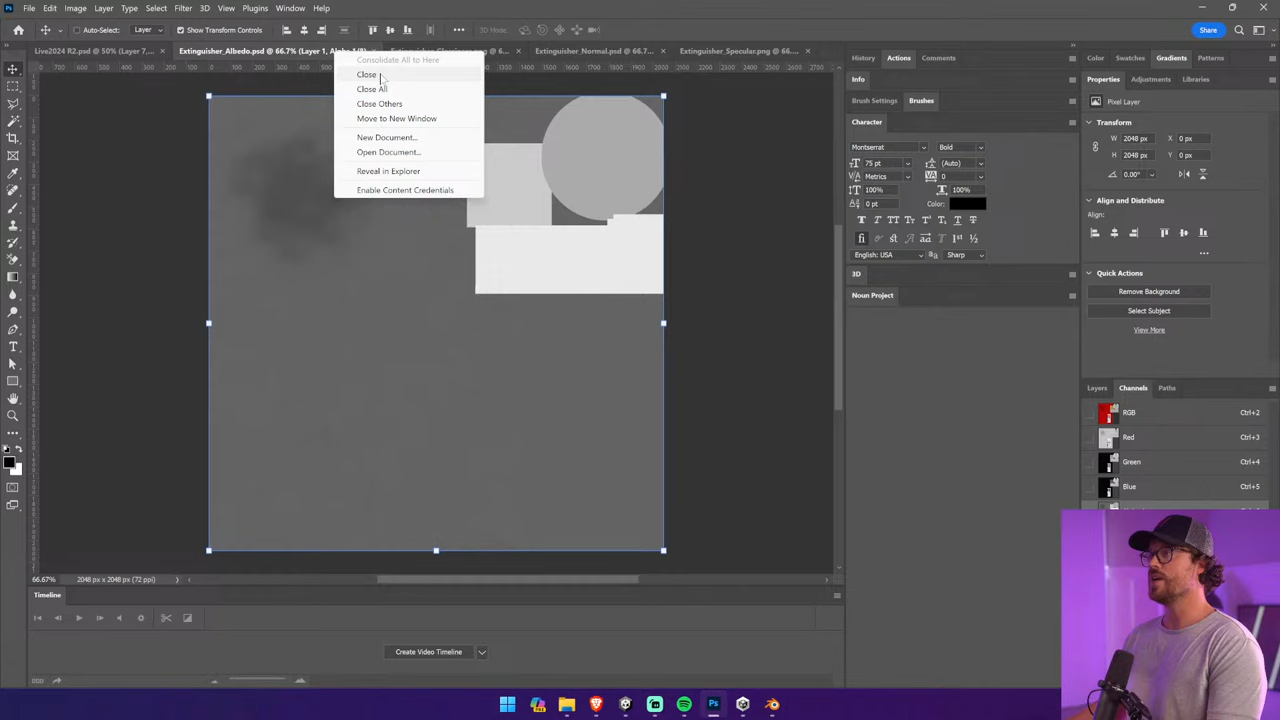 File Edit Image Layer Type Select Filter 3D View Plugins Window Help
Auto-Select: Layer Show Transform Controls 3D Mode: Share
Live2024 R2.psd @ 50% (Layer 7, ... × Extinguisher_Albedo.psd @ 66.7% (Layer 1, Alpha 1/8) Extinguisher_Glossiness.png @ 66.... × Extinguisher_Normal.psd @ 66.7%... × Extinguisher_Specular.png @ 66.... ×
Consolidate All to Here
Close
Close All
Close Others
Move to New Window
New Document...
Open Document...
Reveal in Explorer
Enable Content Credentials
History Actions Comments
Info
Brush Settings Brushes
Character
Montserrat Bold
75 pt (Auto)
Metrics 0
100% 100%
0 pt Color:
English: USA Sharp
3D
Noun Project
Color Swatches Gradients Patterns
Properties Adjustments Libraries
Pixel Layer
Transform
W 2048 px X 0 px
H 2048 px Y 0 px
0.00°
Align and Distribute
Align:
Quick Actions
Remove Background
Select Subject
View More
Layers Channels Paths
RGB Ctrl+2
Red Ctrl+3
Green Ctrl+4
Blue Ctrl+5
66.67% 2048 px x 2048 px (72 ppi)
Timeline
Create Video Timeline